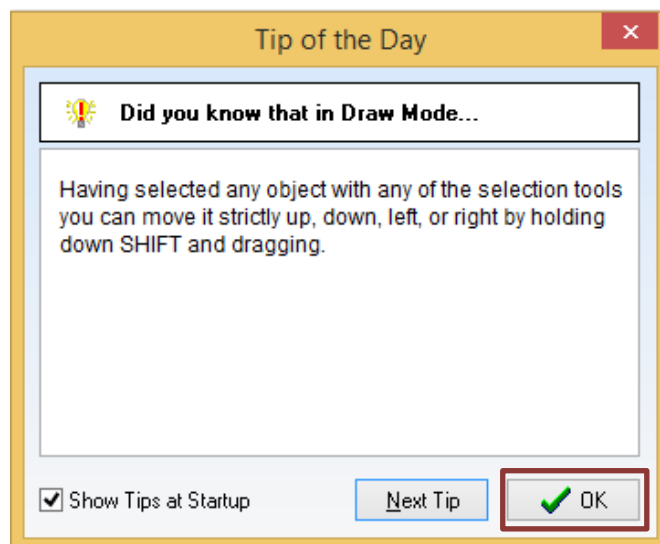 Tip of the Day
Did you know that in Draw Mode...
Having selected any object with any of the selection tools
you can move it strictly up, down, left, or right by holding
down SHIFT and dragging.
Show Tips at Startup
Next Tip
OK